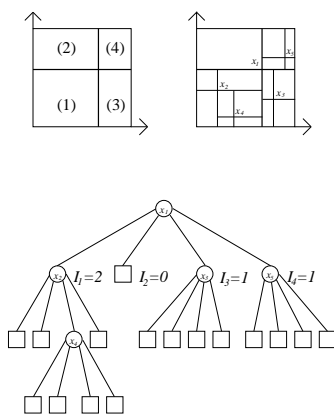 (2) (4)
(1) (3)
x₁ x₅
x₂ x₃
x₄
x₁
x₂ I₁=2 I₂=0 x₃ I₃=1 x₅ I₄=1
x₄